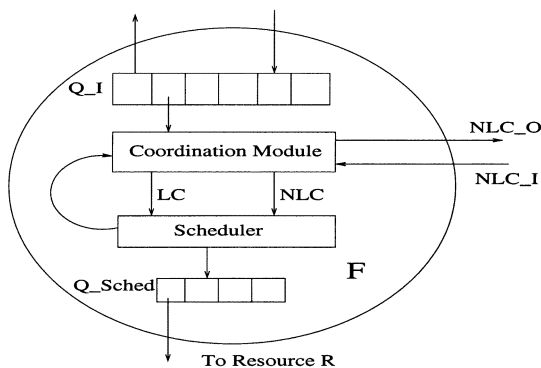 Q_I
NLC_O
Coordination Module
NLC_I
LC
NLC
Scheduler
Q_Sched
F
To Resource R